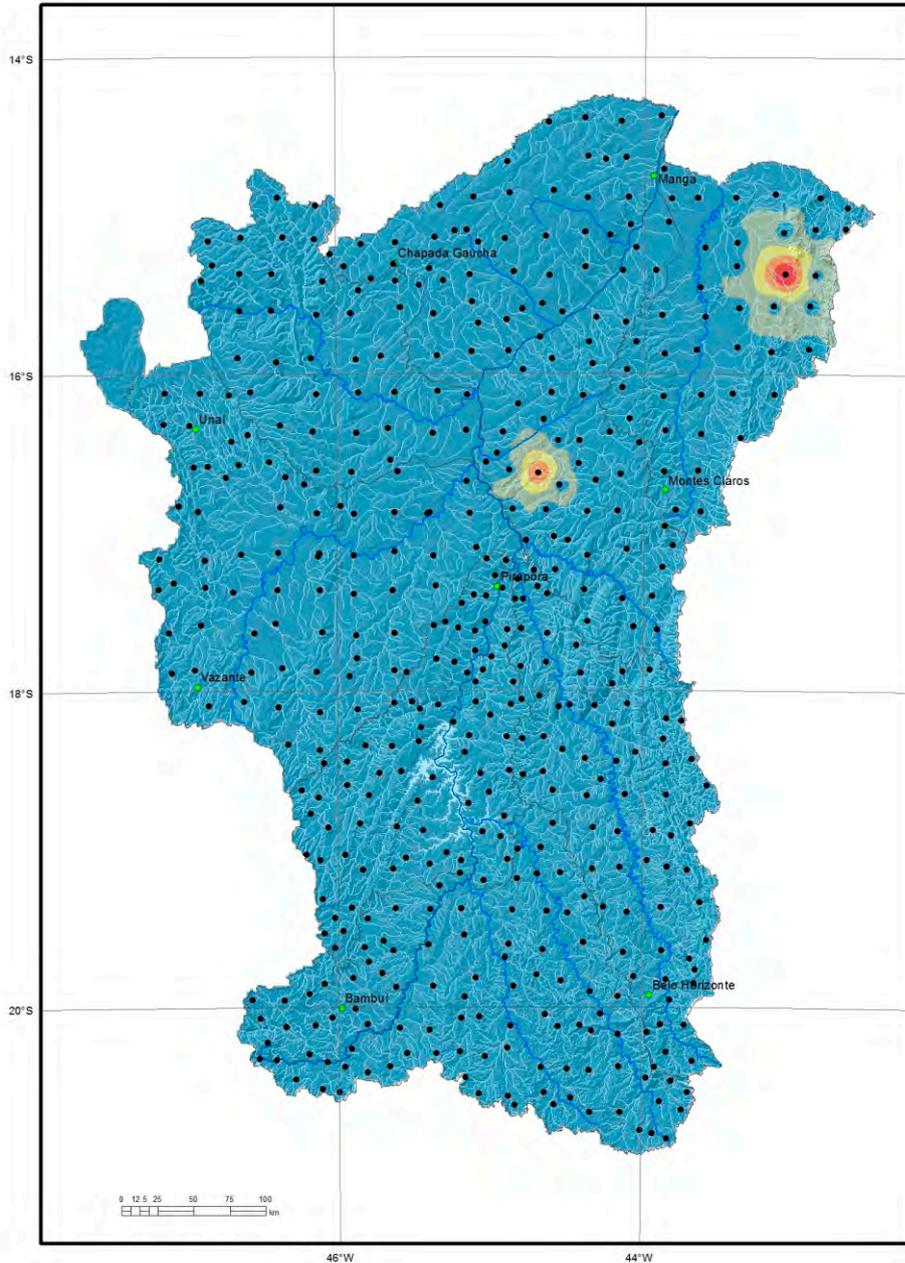 14°S
Manga
Chapada Gaucha
16°S
Unaí
Montes Claros
Pirapora
Vazante
18°S
Belo Horizonte
20°S
Bambuí
0 12.5 25 50 75 100
km
46°W 44°W